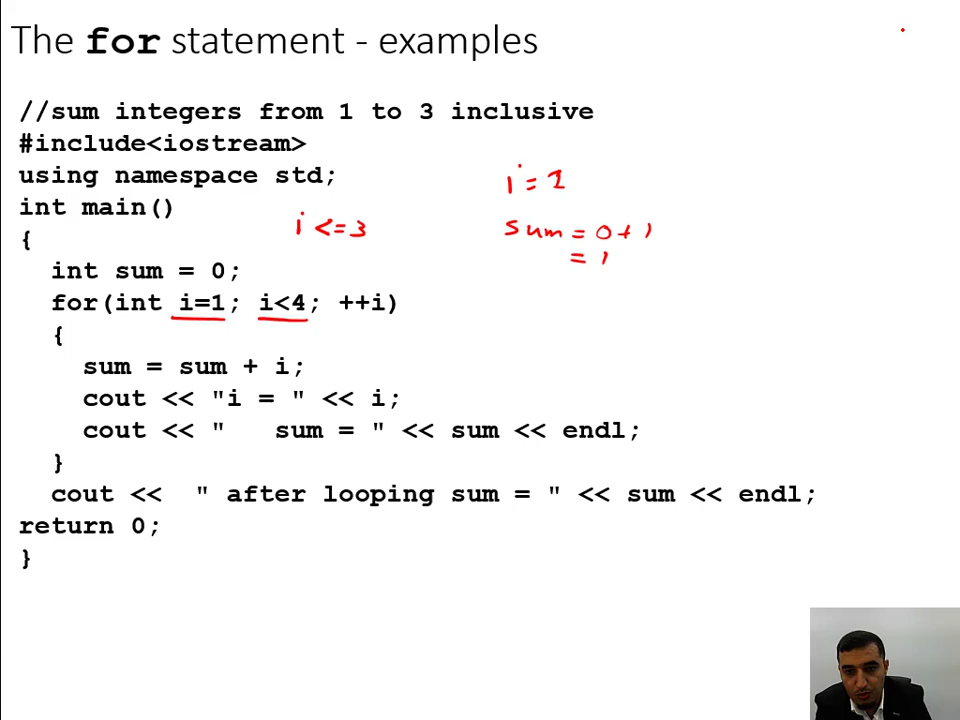 The for statement - examples
//sum integers from 1 to 3 inclusive
#include<iostream>
using namespace std;
i = 1
int main()
i <= 3
sum = 0 + 1
{
= 1
int sum = 0;
for(int i=1; i<4; ++i)
{
sum = sum + i;
cout << "i = " << i;
cout << "   sum = " << sum << endl;
}
cout <<  " after looping sum = " << sum << endl;
return 0;
}